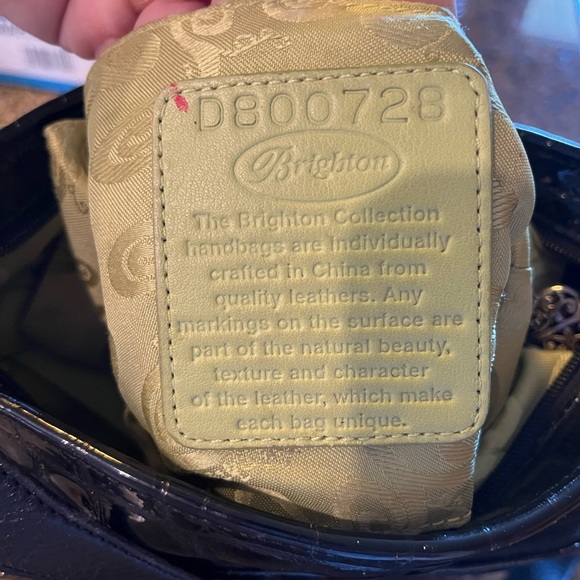 D800728
Brighton
The Brighton Collection
handbags are individually
crafted in China from
quality leathers. Any
markings on the surface are
part of the natural beauty,
texture and character
of the leather, which make
each bag unique.